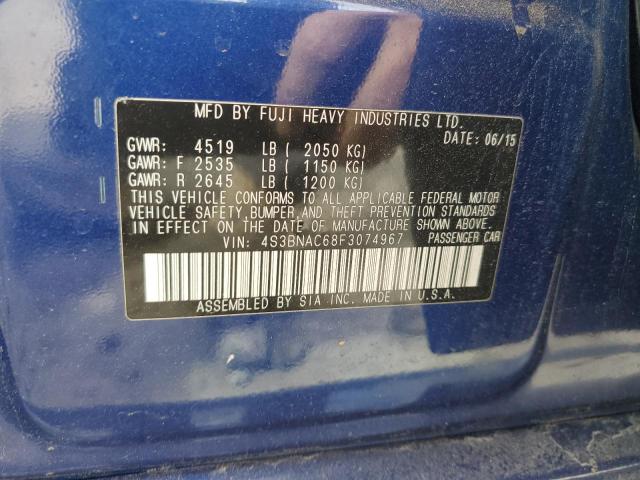 MFD BY FUJI HEAVY INDUSTRIES LTD.
DATE: 06/15
GVWR: 4519 LB ( 2050 KG)
GAWR: F 2535 LB ( 1150 KG)
GAWR: R 2645 LB ( 1200 KG)
THIS VEHICLE CONFORMS TO ALL APPLICABLE FEDERAL MOTOR
VEHICLE SAFETY,BUMPER,AND THEFT PREVENTION STANDARDS
IN EFFECT ON THE DATE OF MANUFACTURE SHOWN ABOVE.
VIN: 4S3BNAC68F3074967 PASSENGER CAR
ASSEMBLED BY SIA INC. MADE IN U.S.A.